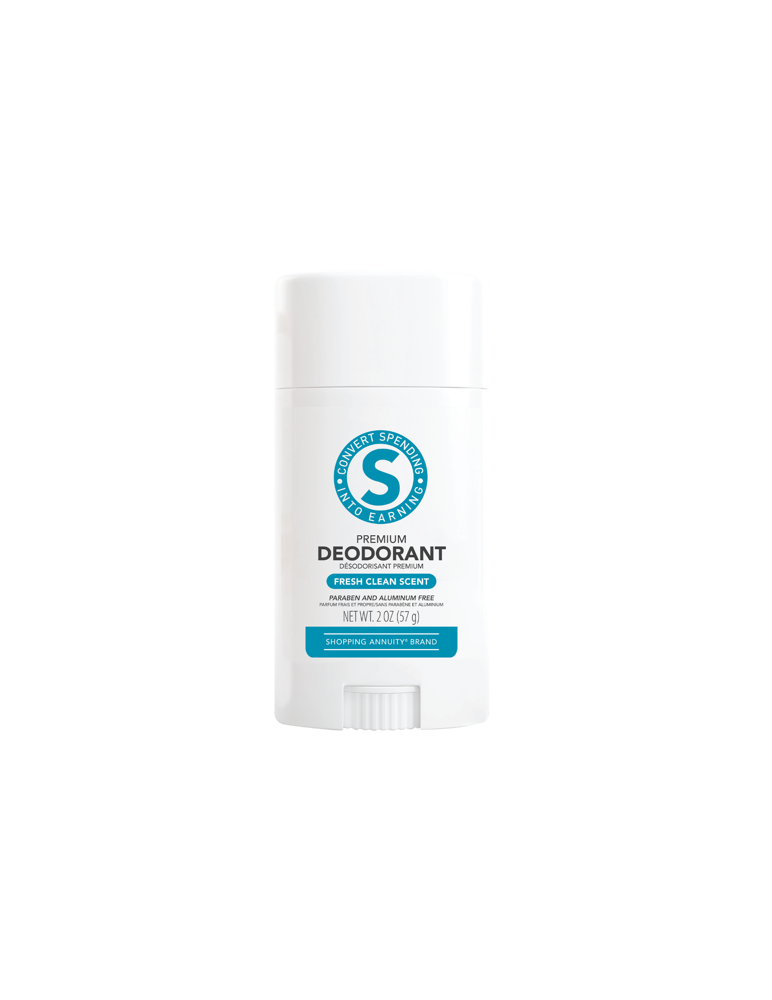 CONVERT SPENDING
S
• INTO EARNING •
PREMIUM
DEODORANT
DÉSODORISANT PREMIUM
FRESH CLEAN SCENT
PARABEN AND ALUMINUM FREE
PARFUM FRAIS ET PROPRE/SANS PARABÈNE ET ALUMINIUM
NET WT. 2 OZ (57 g)
SHOPPING ANNUITY® BRAND